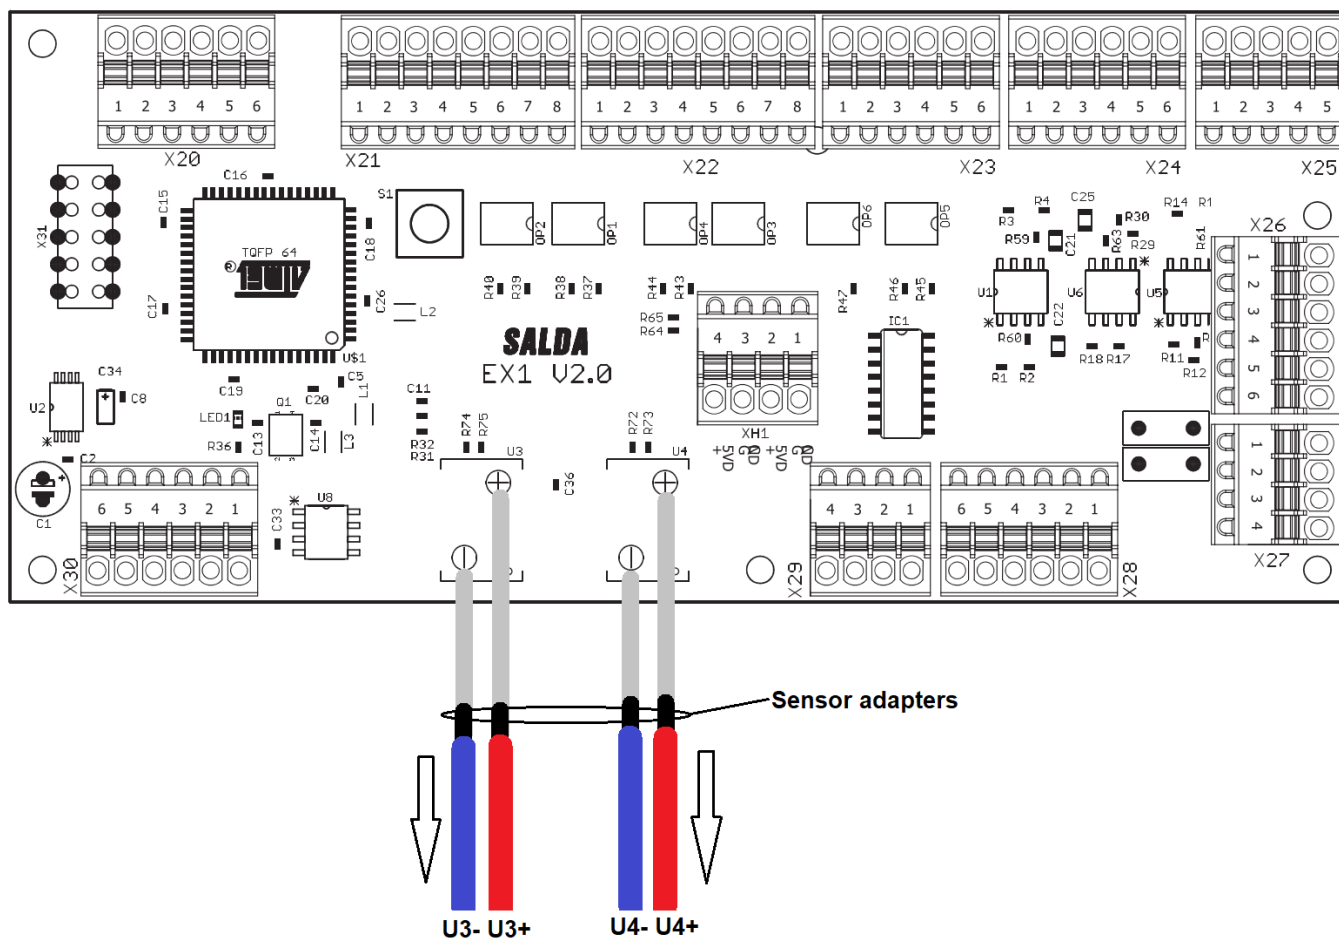 1 2 3 4 5 6
1 2 3 4 5 6 7 8
1 2 3 4 5 6 7 8
1 2 3 4 5 6
1 2 3 4 5 6
1 2 3 4 5
X20
X21
X22
X23
X24
X25
C16
C15
S1
X31
TQFP 64
C18
OP2
OP1
OP4
OP3
OP6
OP5
R3
R4
C25
R30
R14
R1
R59
C21
R63
R29
R61
X26
C17
C26
L2
R40
R39
R38
R37
R44
R43
R47
R46
R45
U1
U6
U5
1
2
3
4
5
6
R65
R64
4 3 2 1
IC1
C22
R60
R18
R17
R11
R12
R1
R2
SALDA
EX1 V2.0
U$1
C34
C8
U2
C19
C5
C20
L1
C11
LED1
Q1
R36
C13
C14
L3
R32
R31
R74
R75
U3
R72
R73
U4
XH1
+5VD
G
+5VD
G
C2
C1
+
6 5 4 3 2 1
U8
C33
C36
4 3 2 1
6 5 4 3 2 1
1
2
3
4
X30
X29
X28
X27
Sensor adapters
U3- U3+
U4- U4+